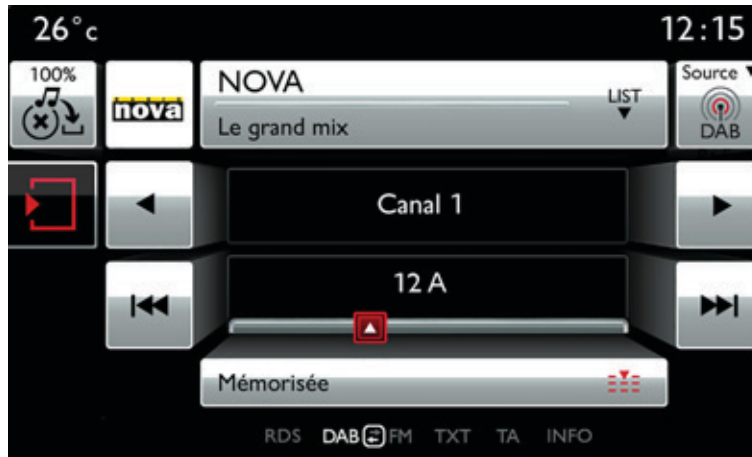 26°c 12:15
100%
nova
NOVA
Le grand mix
LIST
Source
DAB
Canal 1
12 A
Mémorisée
RDS DAB FM TXT TA INFO